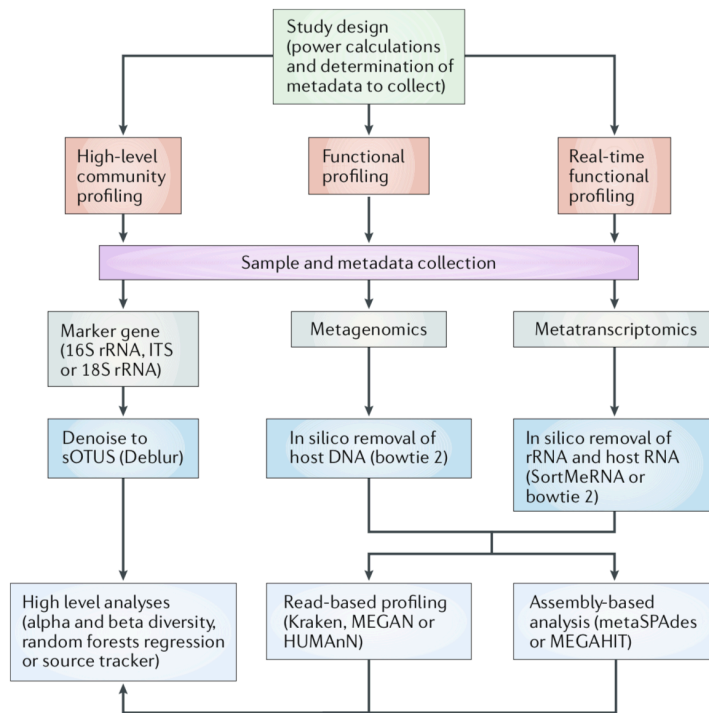 Study design
(power calculations
and determination of
metadata to collect)
High-level
community
profiling
Functional
profiling
Real-time
functional
profiling
Sample and metadata collection
Marker gene
(16S rRNA, ITS
or 18S rRNA)
Metagenomics
Metatranscriptomics
Denoise to
sOTUS (Deblur)
In silico removal of
host DNA (bowtie 2)
In silico removal of
rRNA and host RNA
(SortMeRNA or
bowtie 2)
High level analyses
(alpha and beta diversity,
random forests regression
or source tracker)
Read-based profiling
(Kraken, MEGAN or
HUMAnN)
Assembly-based
analysis (metaSPAdes
or MEGAHIT)